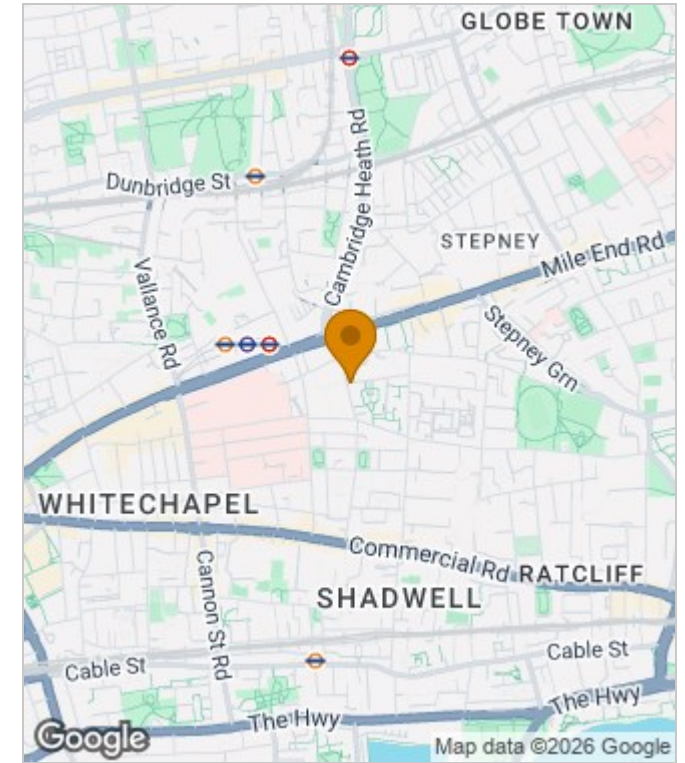 GLOBE TOWN
Cambridge Heath Rd
Dunbridge St
STEPNEY
Mile End Rd
Vallance Rd
Stepney Grn
WHITECHAPEL
Commercial Rd
RATCLIFF
SHADWELL
Cannon St Rd
Cable St
Cable St
The Hwy
The Hwy
Google
Map data ©2026 Google